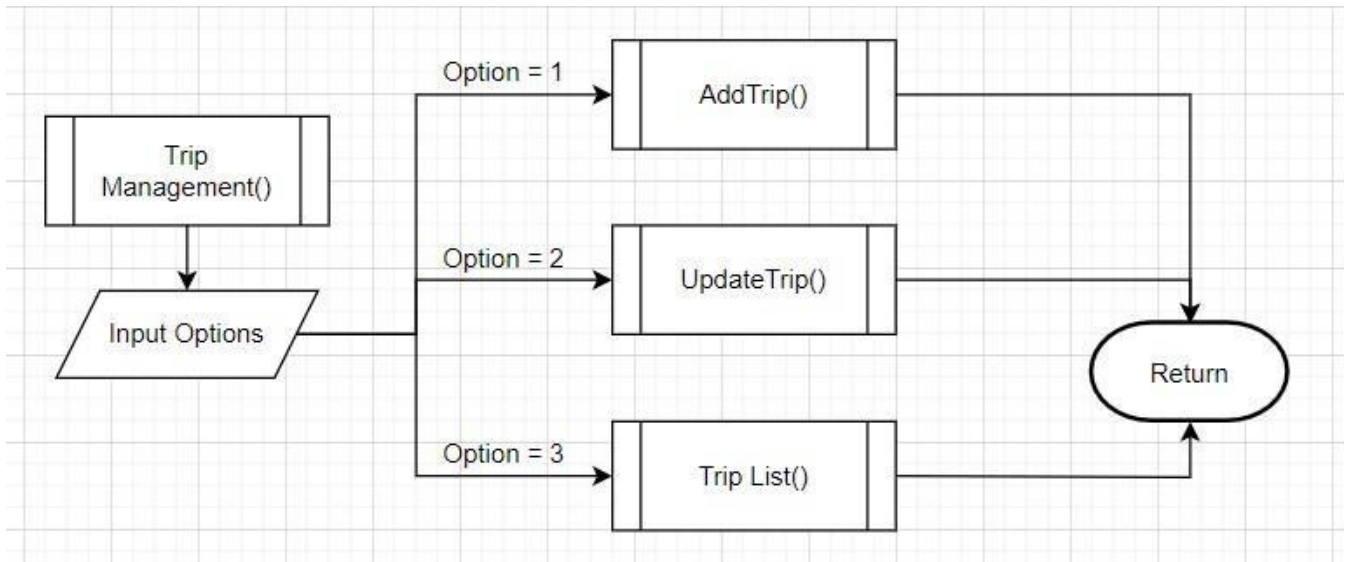 Trip
Management()
Input Options
Option = 1
AddTrip()
Option = 2
UpdateTrip()
Option = 3
Trip List()
Return